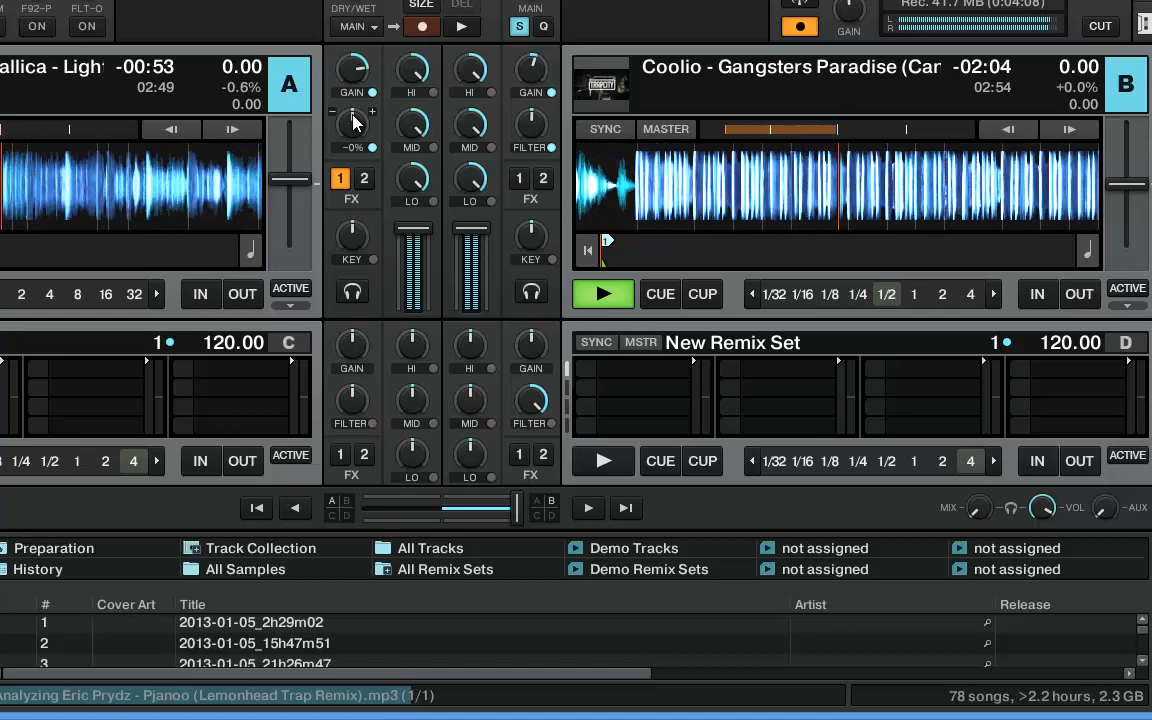 F92-P FLT-O
ON ON
DRY/WET
MAIN
SIZE DEL
MAIN
S Q
GAIN
Rec. 41.7 MB (0:04:08)
L
R
CUT
allica - Ligh -00:53 0.00
02:49 -0.6%
0.00
A
GAIN HI HI GAIN
Coolio - Gangsters Paradise (Car -02:04 0.00
02:54 +0.0%
0.00
B
SYNC MASTER
-0% MID MID FILTER
1 2 1 2
FX LO LO FX
KEY KEY
1
2 4 8 16 32 IN OUT ACTIVE
CUE CUP 1/32 1/16 1/8 1/4 1/2 1 2 4 IN OUT ACTIVE
1 120.00 C
SYNC MSTR New Remix Set 1 120.00 D
GAIN HI HI GAIN
FILTER MID MID FILTER
1 2 1 2
FX LO LO FX
1/4 1/2 1 2 4 IN OUT ACTIVE
CUE CUP 1/32 1/16 1/8 1/4 1/2 1 2 4 IN OUT ACTIVE
A B
C D
A B
C D
MIX VOL AUX
Preparation Track Collection All Tracks Demo Tracks not assigned not assigned
History All Samples All Remix Sets Demo Remix Sets not assigned not assigned
# Cover Art Title Artist Release
1 2013-01-05_2h29m02
2 2013-01-05_15h47m51
3 2013-01-05_21h26m47
Analyzing Eric Prydz - Pjanoo (Lemonhead Trap Remix).mp3 (1/1) 78 songs, >2.2 hours, 2.3 GB